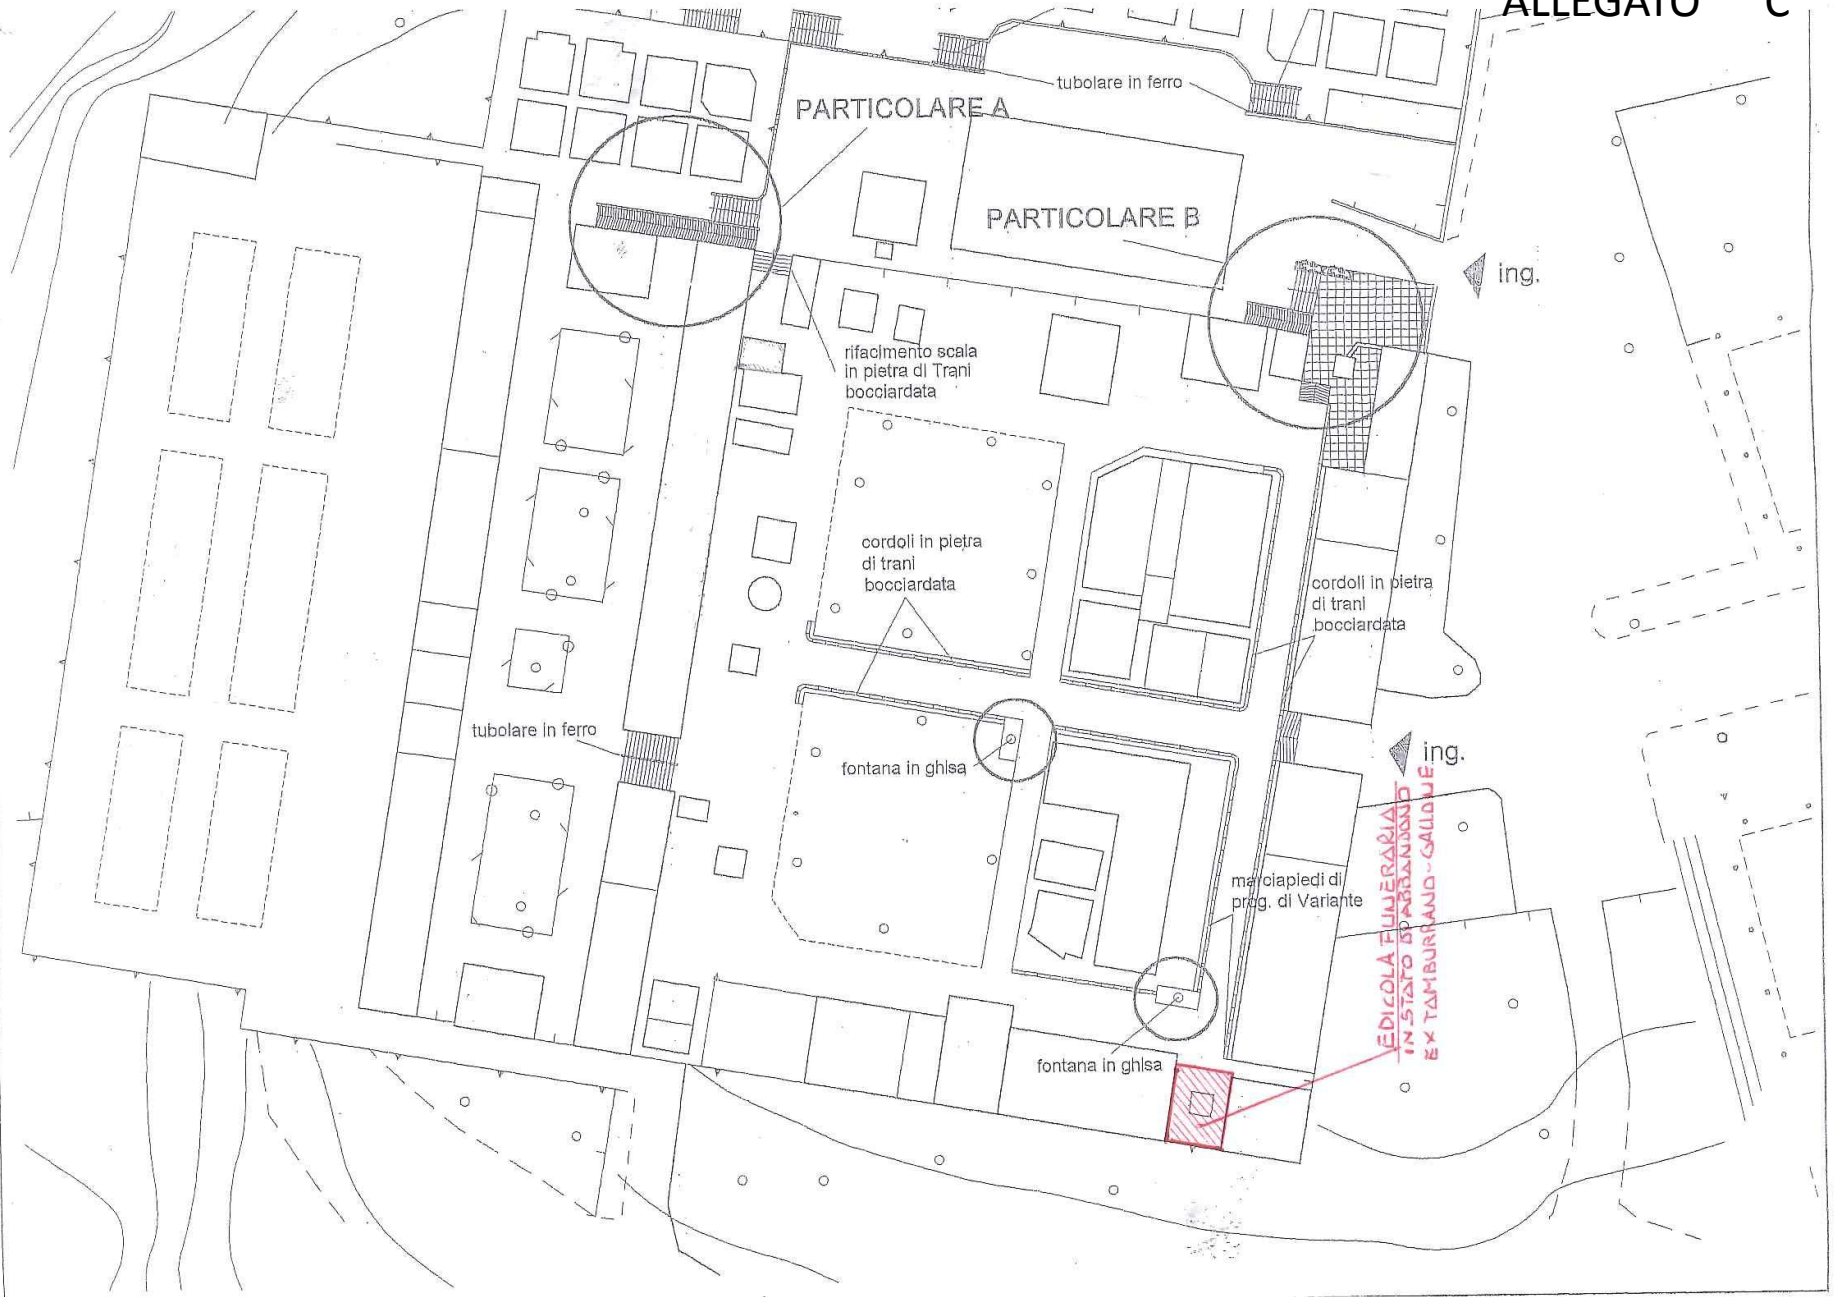 ALLEGATO C
tubolare in ferro
PARTICOLARE A
PARTICOLARE B
ing.
rifacimento scala
in pietra di Trani
bocciardata
cordoli in pietra
di trani
bocciardata
cordoli in pietra
di trani
bocciardata
tubolare in ferro
fontana in ghisa
ing.
marciapiedi di
prog. di Variante
fontana in ghisa
EDICOLA FUNERARIA
IN STATO DI ABBANDONO
EX TAMBURRANO-GALLONE